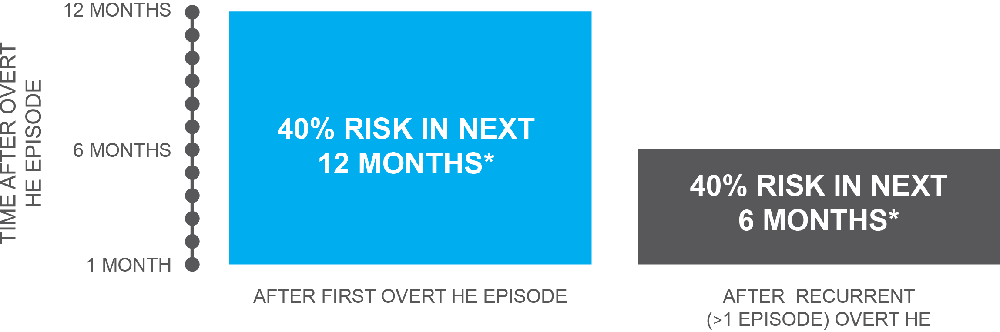 12 MONTHS
6 MONTHS
1 MONTH
TIME AFTER OVERT
HE EPISODE
40% RISK IN NEXT
12 MONTHS*
AFTER FIRST OVERT HE EPISODE
40% RISK IN NEXT
6 MONTHS*
AFTER RECURRENT
(>1 EPISODE) OVERT HE